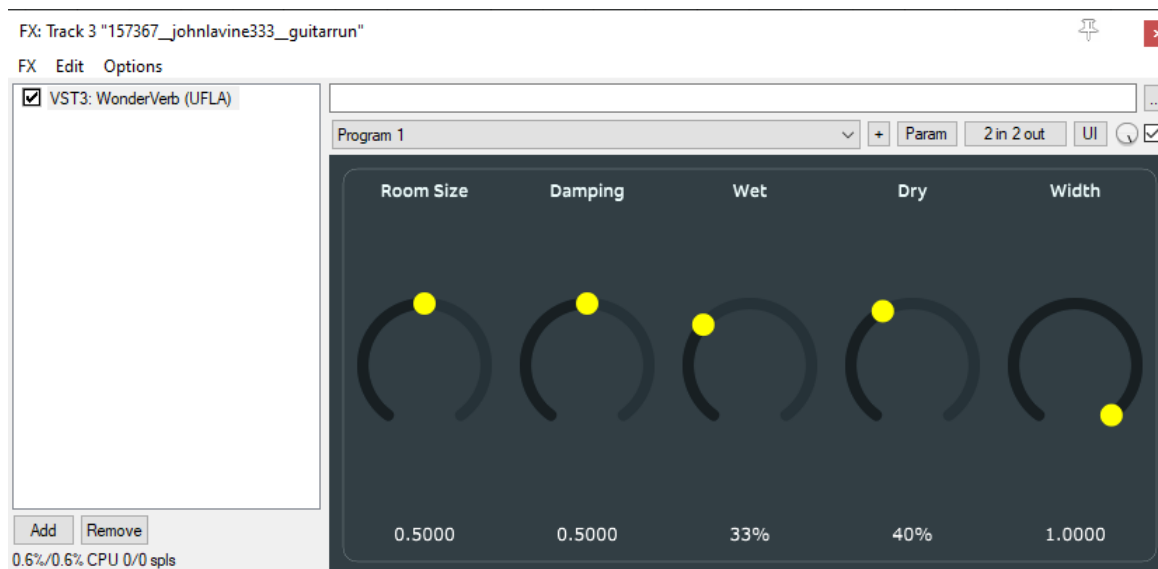 FX: Track 3 "157367__johnlavine333__guitarrun"
FX Edit Options
VST3: WonderVerb (UFLA)
...
Program 1 + Param 2 in 2 out UI
Room Size Damping Wet Dry Width
0.5000 0.5000 33% 40% 1.0000
Add Remove
0.6%/0.6% CPU 0/0 spls